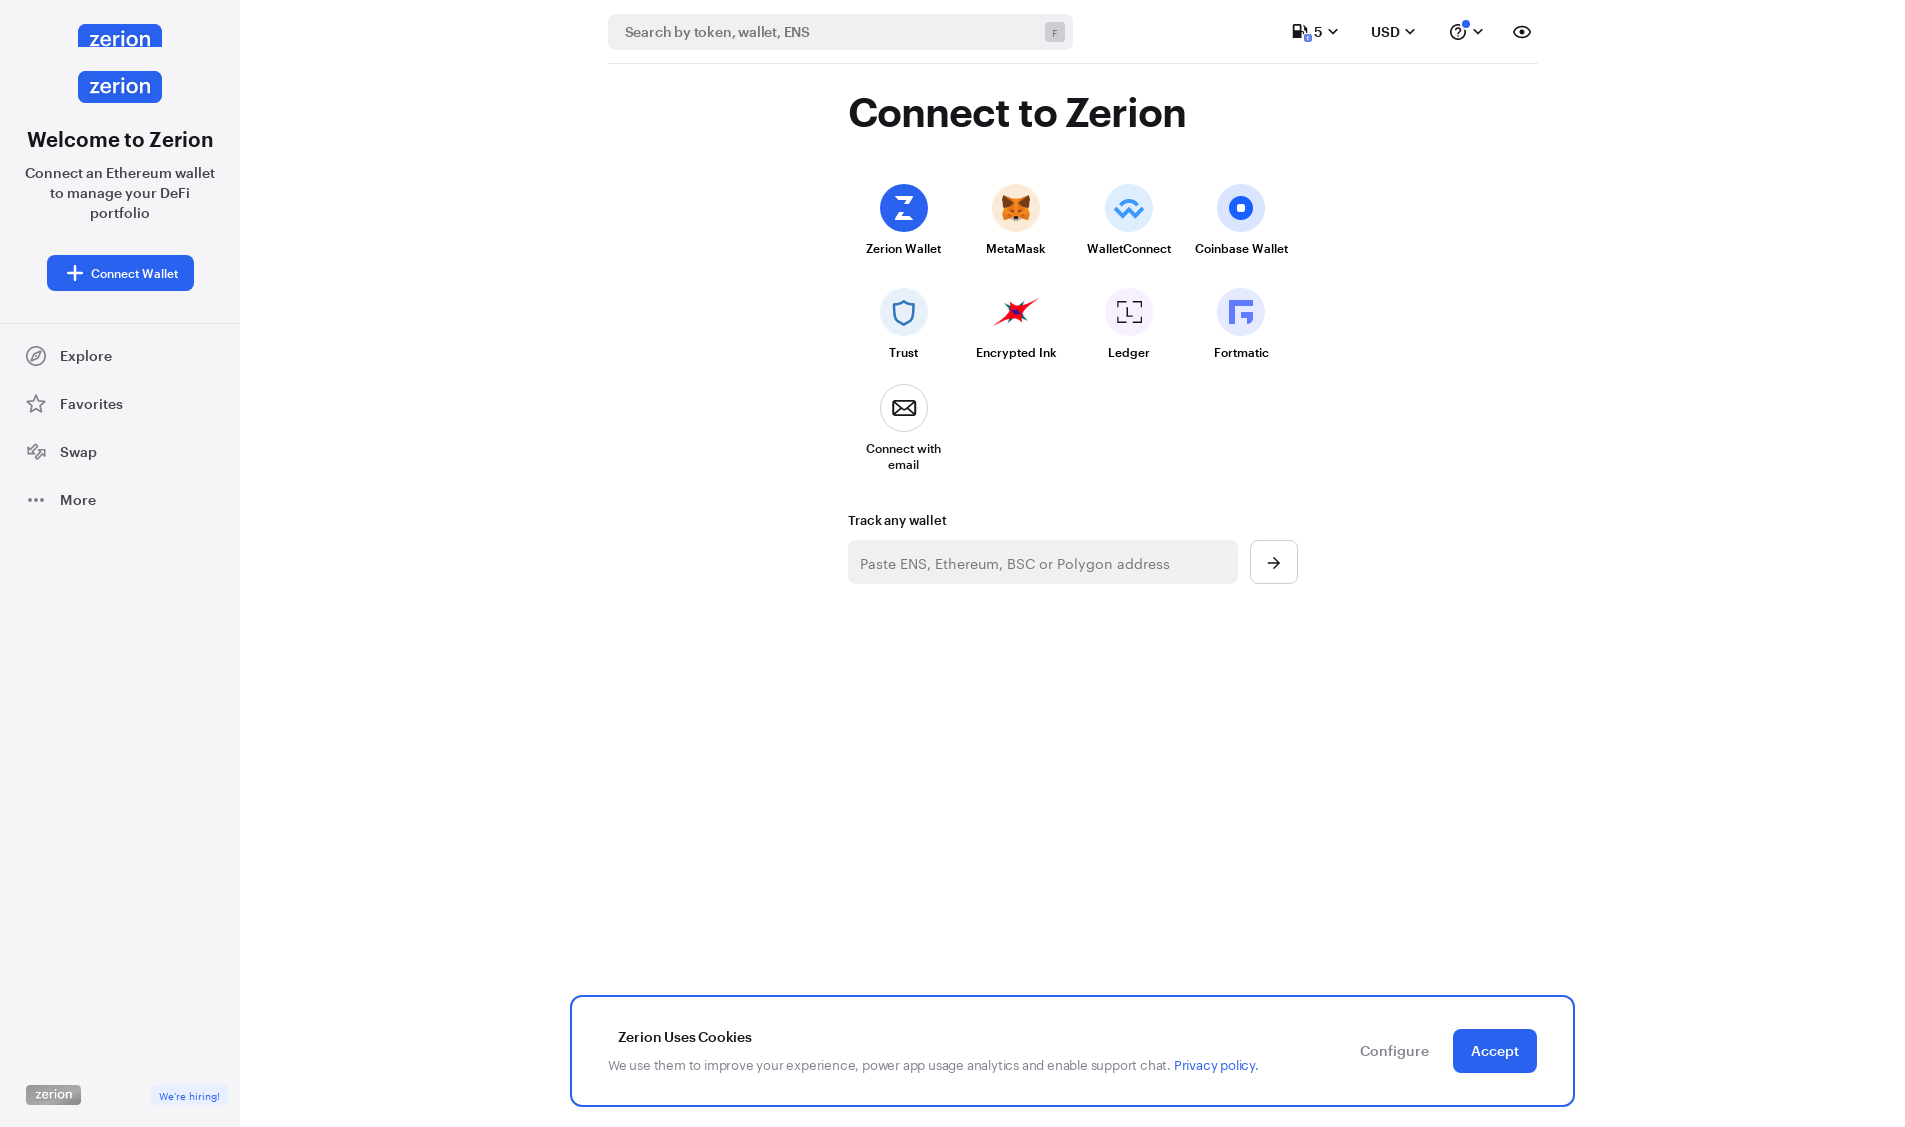 zerion
zerion
Welcome to Zerion
Connect an Ethereum wallet
to manage your DeFi
portfolio
Connect Wallet
Explore
Favorites
Swap
More
zerion
We're hiring!
Search by token, wallet, ENS
F
5
USD
Connect to Zerion
Zerion Wallet
MetaMask
WalletConnect
Coinbase Wallet
Trust
Encrypted Ink
Ledger
Fortmatic
Connect with
email
Track any wallet
Paste ENS, Ethereum, BSC or Polygon address
Zerion Uses Cookies
We use them to improve your experience, power app usage analytics and enable support chat. Privacy policy.
Configure
Accept